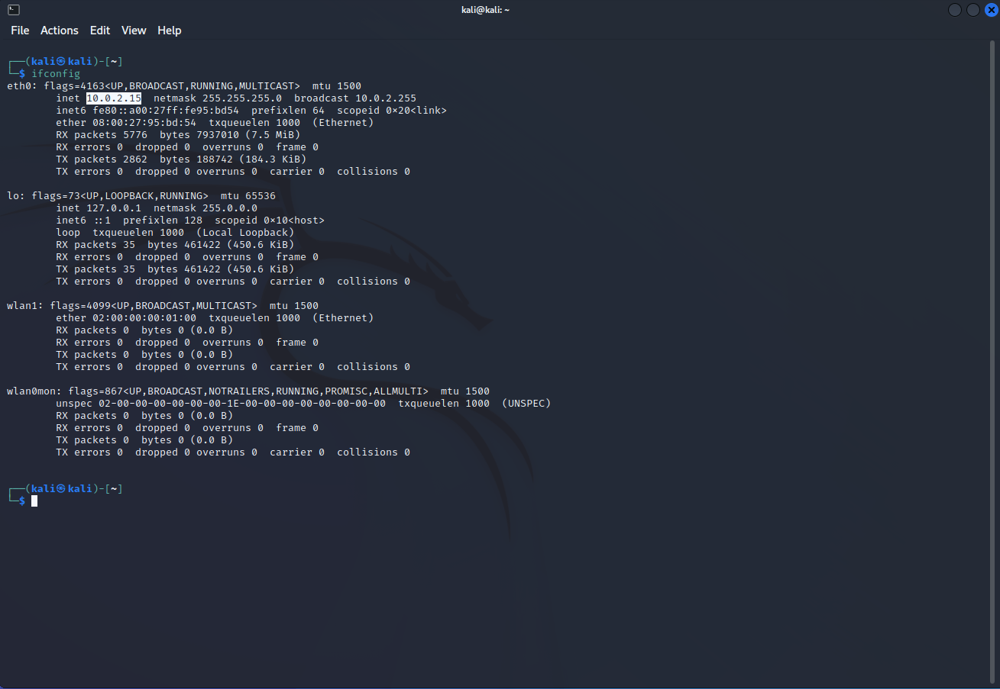 kali@kali: ~
File Actions Edit View Help
┌──(kali㉿kali)-[~]
└─$ ifconfig
eth0: flags=4163<UP,BROADCAST,RUNNING,MULTICAST>  mtu 1500
        inet 10.0.2.15  netmask 255.255.255.0  broadcast 10.0.2.255
        inet6 fe80::a00:27ff:fe95:bd54  prefixlen 64  scopeid 0×20<link>
        ether 08:00:27:95:bd:54  txqueuelen 1000  (Ethernet)
        RX packets 5776  bytes 7937010 (7.5 MiB)
        RX errors 0  dropped 0  overruns 0  frame 0
        TX packets 2862  bytes 188742 (184.3 KiB)
        TX errors 0  dropped 0 overruns 0  carrier 0  collisions 0

lo: flags=73<UP,LOOPBACK,RUNNING>  mtu 65536
        inet 127.0.0.1  netmask 255.0.0.0
        inet6 ::1  prefixlen 128  scopeid 0×10<host>
        loop  txqueuelen 1000  (Local Loopback)
        RX packets 35  bytes 461422 (450.6 KiB)
        RX errors 0  dropped 0  overruns 0  frame 0
        TX packets 35  bytes 461422 (450.6 KiB)
        TX errors 0  dropped 0 overruns 0  carrier 0  collisions 0

wlan1: flags=4099<UP,BROADCAST,MULTICAST>  mtu 1500
        ether 02:00:00:00:01:00  txqueuelen 1000  (Ethernet)
        RX packets 0  bytes 0 (0.0 B)
        RX errors 0  dropped 0  overruns 0  frame 0
        TX packets 0  bytes 0 (0.0 B)
        TX errors 0  dropped 0 overruns 0  carrier 0  collisions 0

wlan0mon: flags=867<UP,BROADCAST,NOTRAILERS,RUNNING,PROMISC,ALLMULTI>  mtu 1500
        unspec 02-00-00-00-00-00-00-1E-00-00-00-00-00-00-00-00  txqueuelen 1000  (UNSPEC)
        RX packets 0  bytes 0 (0.0 B)
        RX errors 0  dropped 0  overruns 0  frame 0
        TX packets 0  bytes 0 (0.0 B)
        TX errors 0  dropped 0 overruns 0  carrier 0  collisions 0

┌──(kali㉿kali)-[~]
└─$